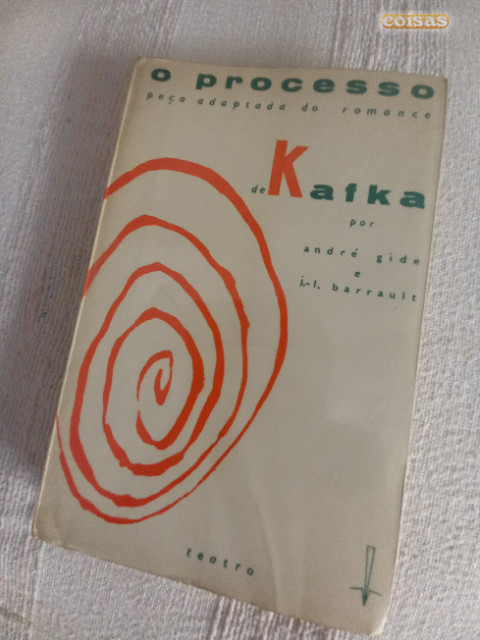 coisas
o processo
peça adaptada do romance
de Kafka
por
andré gide
e
j.-l. barrault
teatro